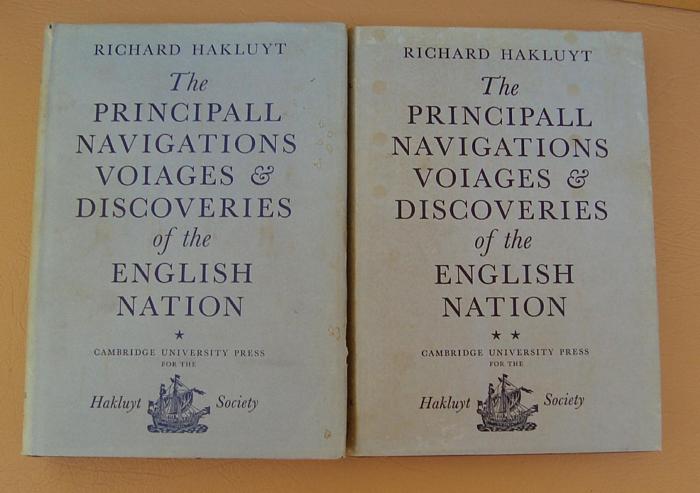 RICHARD HAKLUYT
The
PRINCIPALL
NAVIGATIONS
VOIAGES &
DISCOVERIES
of the
ENGLISH
NATION
★
CAMBRIDGE UNIVERSITY PRESS
FOR THE
Hakluyt Society
RICHARD HAKLUYT
The
PRINCIPALL
NAVIGATIONS
VOIAGES &
DISCOVERIES
of the
ENGLISH
NATION
★ ★
CAMBRIDGE UNIVERSITY PRESS
FOR THE
Hakluyt Society